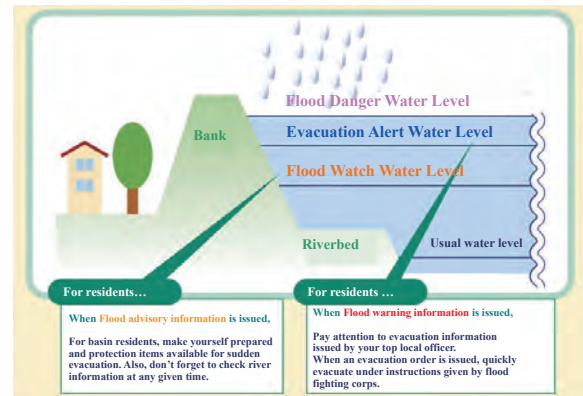 Flood Danger Water Level
Evacuation Alert Water Level
Bank
Flood Watch Water Level
Riverbed
Usual water level
For residents…
When Flood advisory information is issued,
For basin residents, make yourself prepared
and protection items available for sudden
evacuation. Also, don't forget to check river
information at any given time.
For residents …
When Flood warning information is issued,
Pay attention to evacuation information
issued by your top local officer.
When an evacuation order is issued, quickly
evacuate under instructions given by flood
fighting corps.